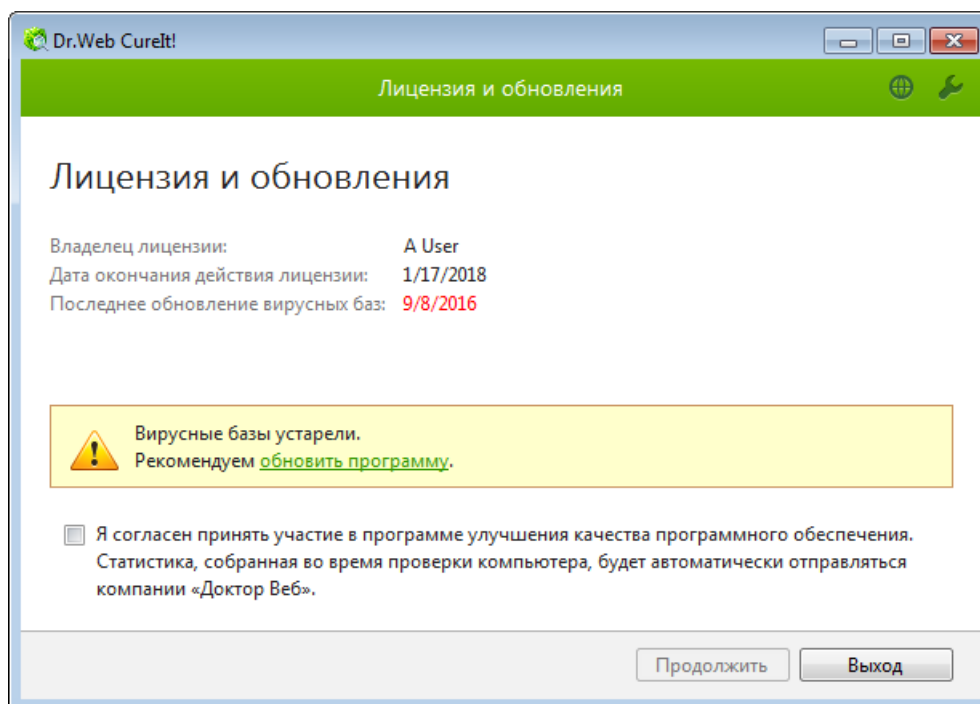 Dr.Web CureIt!
Лицензия и обновления
Лицензия и обновления
Владелец лицензии: A User
Дата окончания действия лицензии: 1/17/2018
Последнее обновление вирусных баз: 9/8/2016
Вирусные базы устарели.
Рекомендуем обновить программу.
Я согласен принять участие в программе улучшения качества программного обеспечения.
Статистика, собранная во время проверки компьютера, будет автоматически отправляться
компании «Доктор Веб».
Продолжить Выход